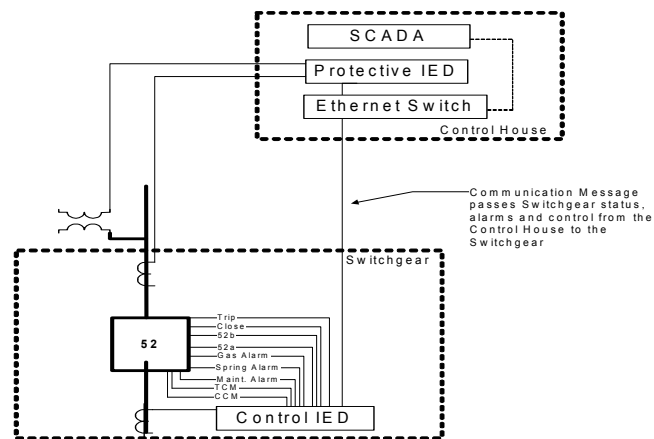 SCADA
Protective IED
Ethernet Switch
Control House
Communication Message
passes Switchgear status,
alarms and control from the
Control House to the
Switchgear
Switchgear
Trip
Close
52b
52a
Gas Alarm
Spring Alarm
Maint. Alarm
TCM
CCM
52
Control IED